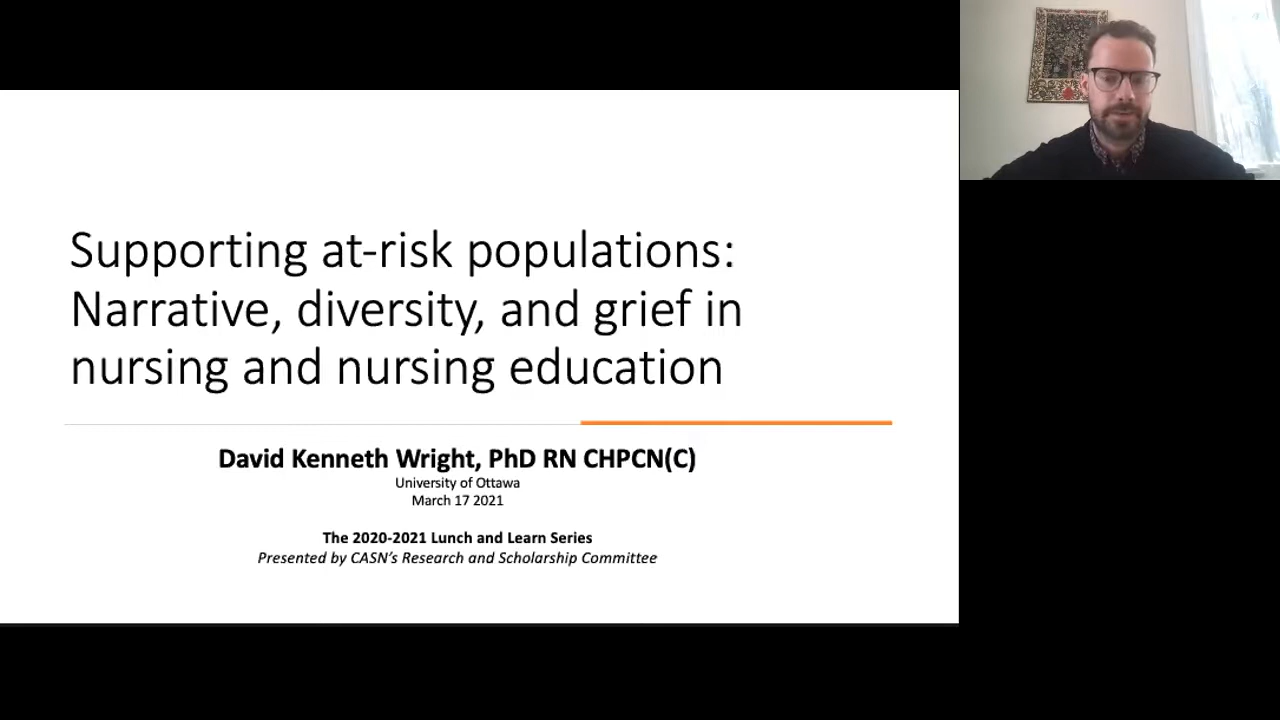 Supporting at-risk populations:
Narrative, diversity, and grief in
nursing and nursing education
David Kenneth Wright, PhD RN CHPCN(C)
University of Ottawa
March 17 2021
The 2020-2021 Lunch and Learn Series
Presented by CASN's Research and Scholarship Committee